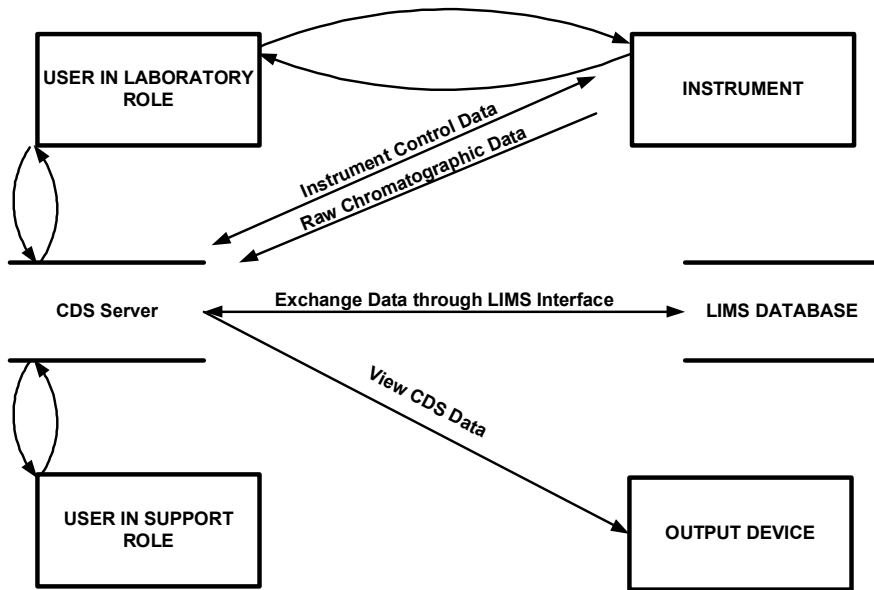 USER IN LABORATORY
ROLE
INSTRUMENT
Instrument Control Data
Raw Chromatographic Data
CDS Server
Exchange Data through LIMS Interface
LIMS DATABASE
View CDS Data
USER IN SUPPORT
ROLE
OUTPUT DEVICE